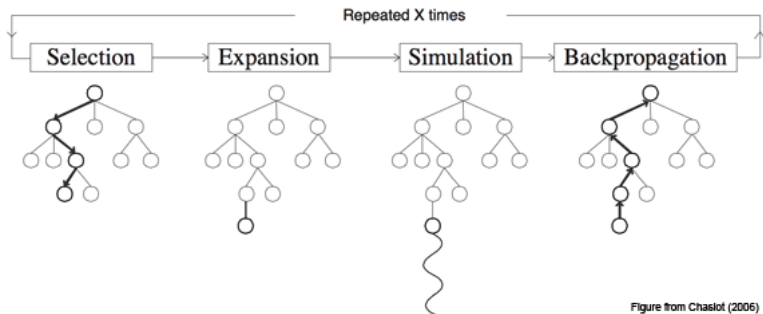 Repeated X times
Selection
Expansion
Simulation
Backpropagation
Figure from Chaslot (2006)